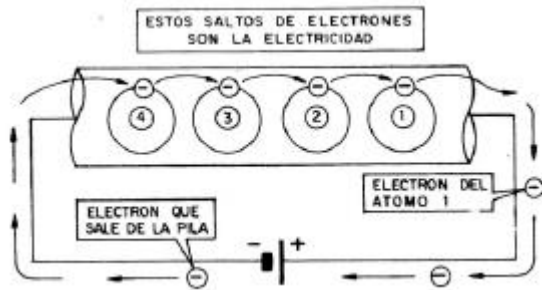 ESTOS SALTOS DE ELECTRONES
SON LA ELECTRICIDAD
4
3
2
1
ELECTRON DEL
ATOMO 1
ELECTRON QUE
SALE DE LA PILA
- +